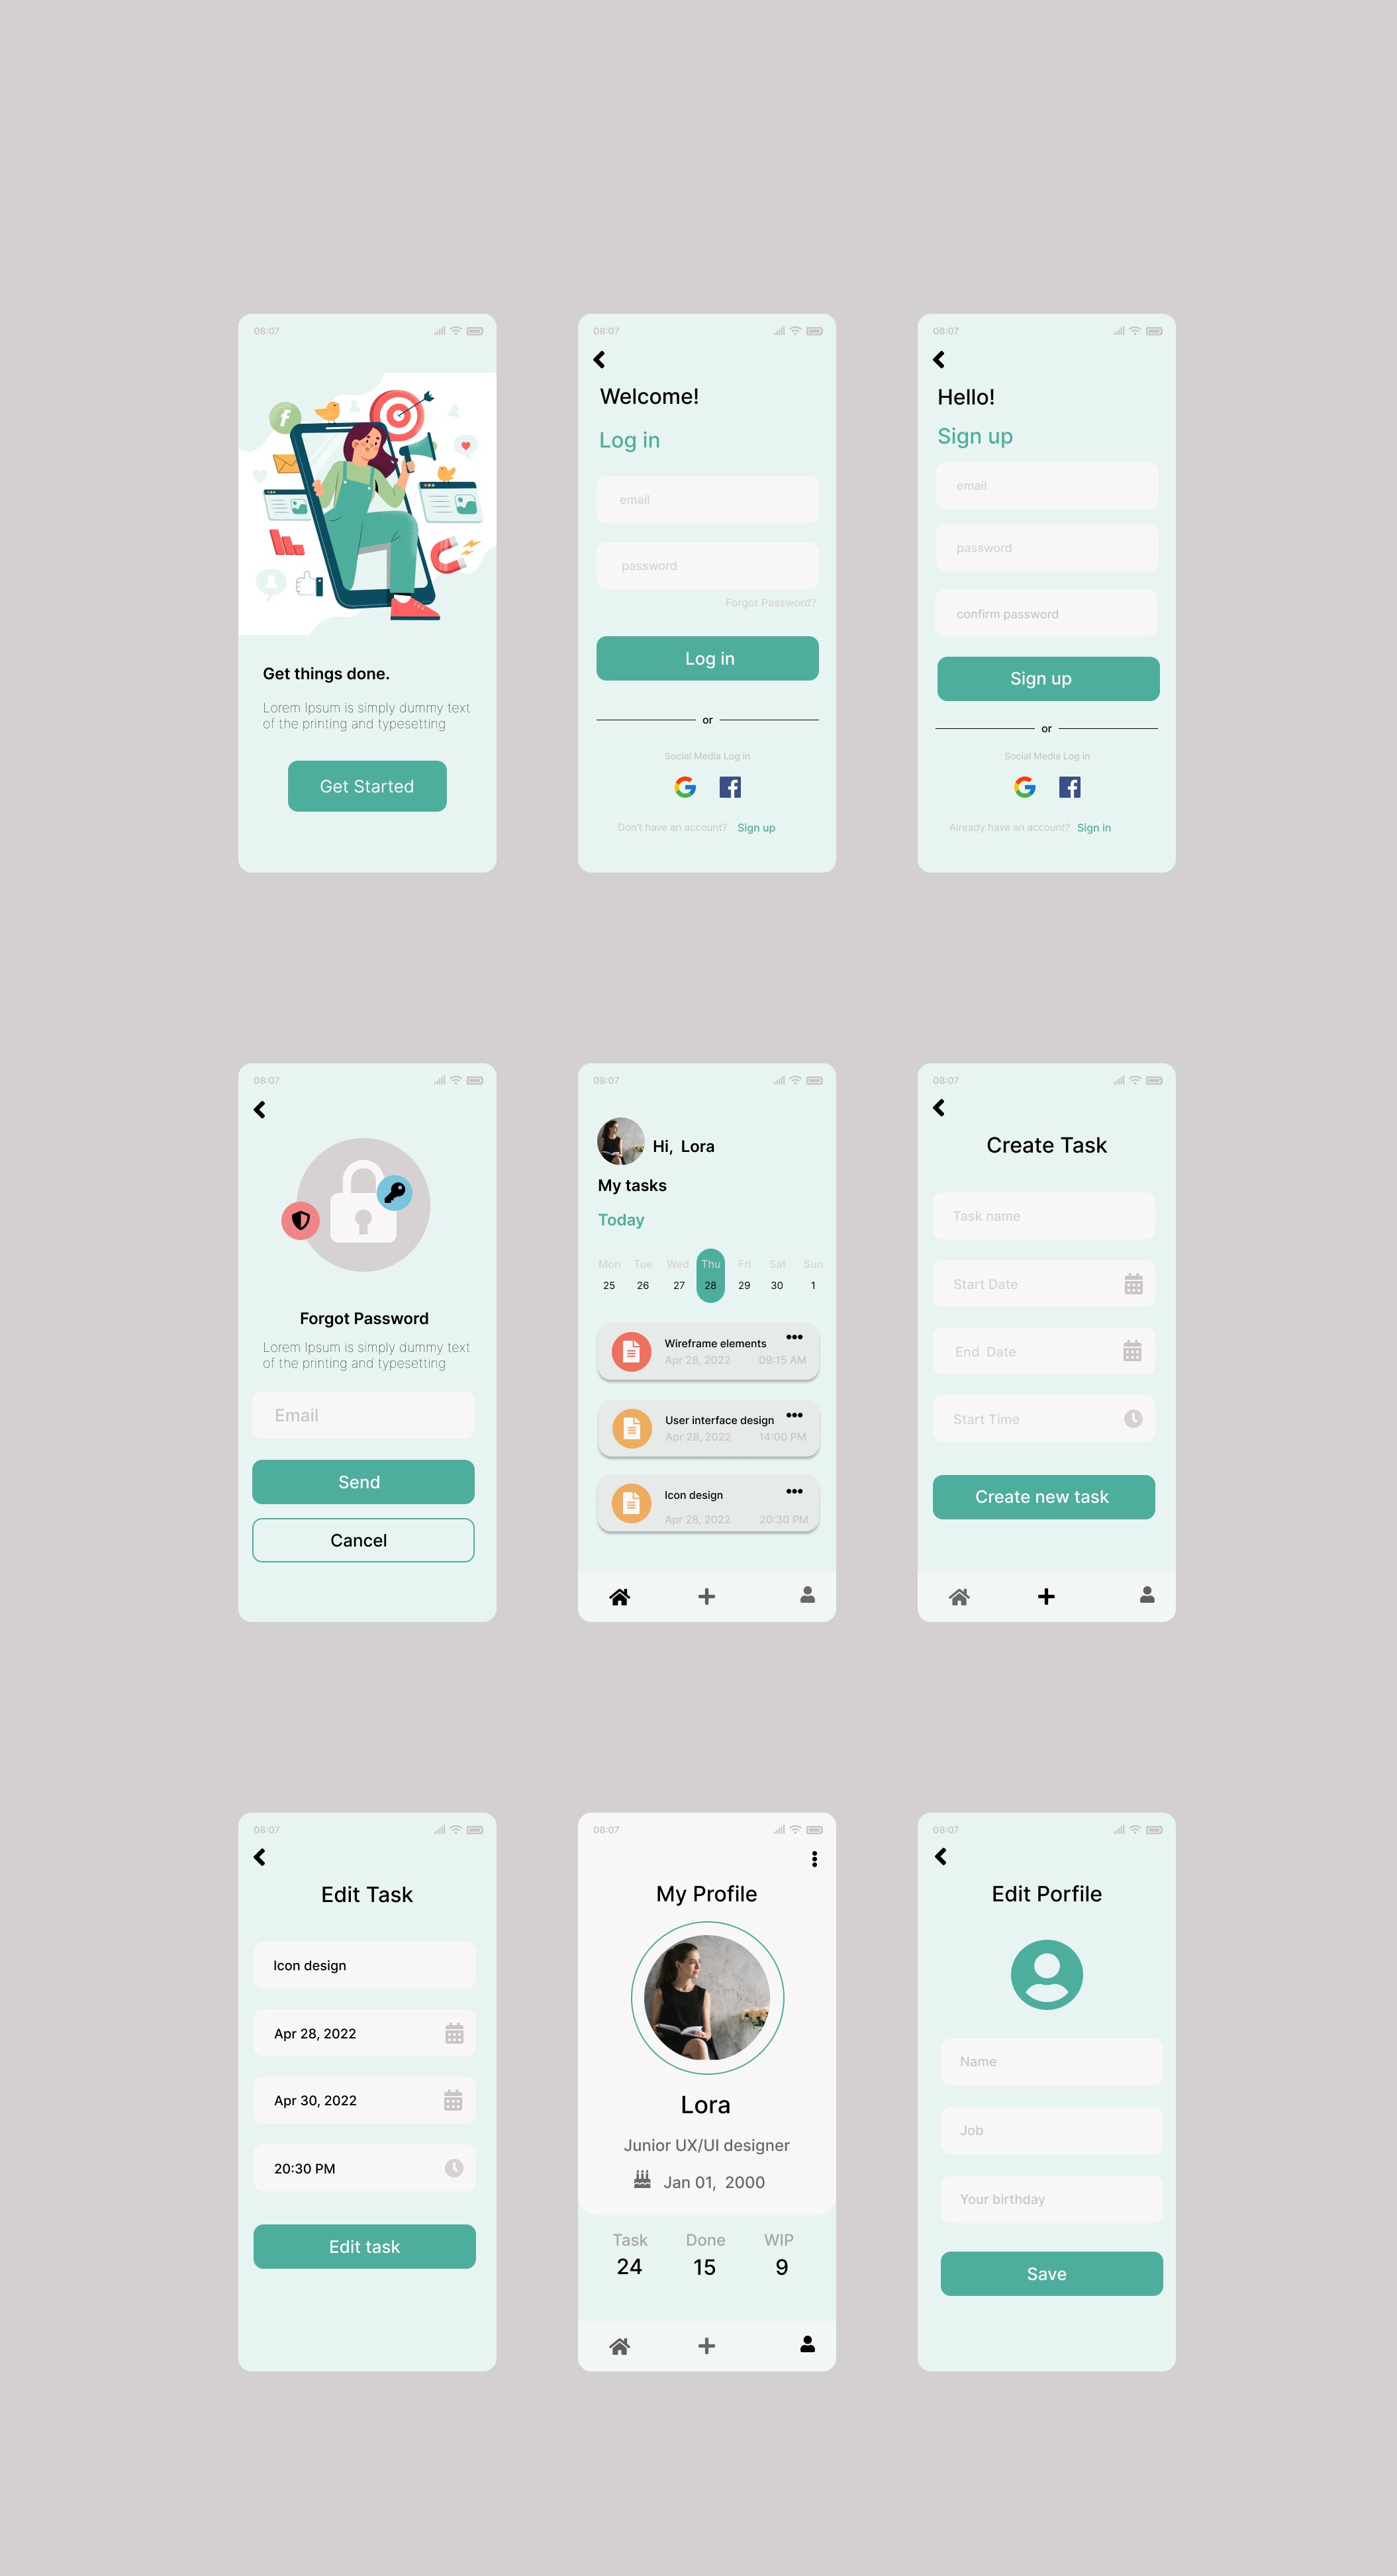 08:07
Get things done.
Lorem Ipsum is simply dummy text
of the printing and typesetting
Get Started
08:07
Welcome!
Log in
email
password
Forgot Password?
Log in
or
Social Media Log in
Don't have an account? Sign up
08:07
Hello!
Sign up
email
password
confirm password
Sign up
or
Social Media Log in
Already have an account? Sign in
08:07
Forgot Password
Lorem Ipsum is simply dummy text
of the printing and typesetting
Email
Send
Cancel
08:07
Hi, Lora
My tasks
Today
Mon Tue Wed Thu Fri Sat Sun
25 26 27 28 29 30 1
Wireframe elements
Apr 28, 2022 09:15 AM
User interface design
Apr 28, 2022 14:00 PM
Icon design
Apr 28, 2022 20:30 PM
08:07
Create Task
Task name
Start Date
End Date
Start Time
Create new task
08:07
Edit Task
Icon design
Apr 28, 2022
Apr 30, 2022
20:30 PM
Edit task
08:07
My Profile
Lora
Junior UX/UI designer
Jan 01, 2000
Task Done WIP
24 15 9
08:07
Edit Porfile
Name
Job
Your birthday
Save